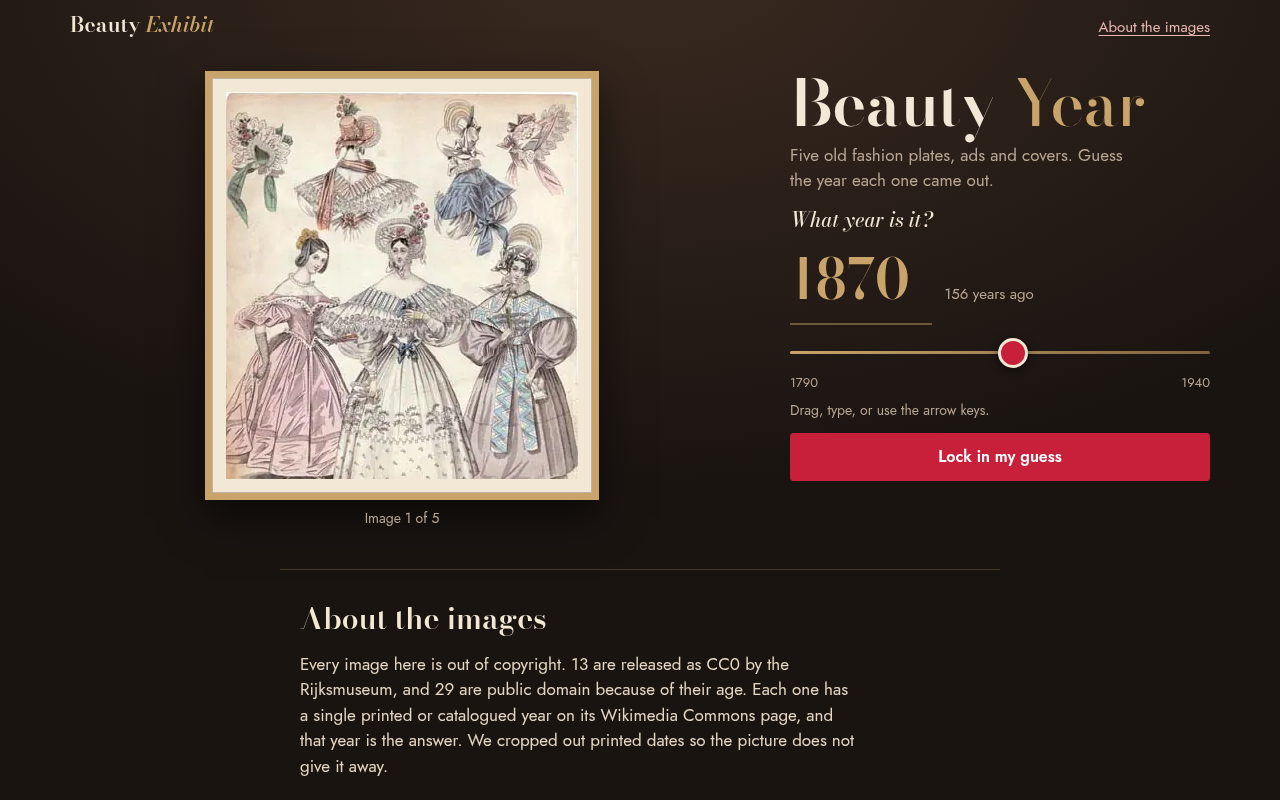 Beauty Exhibit
About the images
Beauty Year
Five old fashion plates, ads and covers. Guess
the year each one came out.
What year is it?
1870
156 years ago
1790
1940
Drag, type, or use the arrow keys.
Lock in my guess
Image 1 of 5
About the images
Every image here is out of copyright. 13 are released as CC0 by the
Rijksmuseum, and 29 are public domain because of their age. Each one has
a single printed or catalogued year on its Wikimedia Commons page, and
that year is the answer. We cropped out printed dates so the picture does not
give it away.